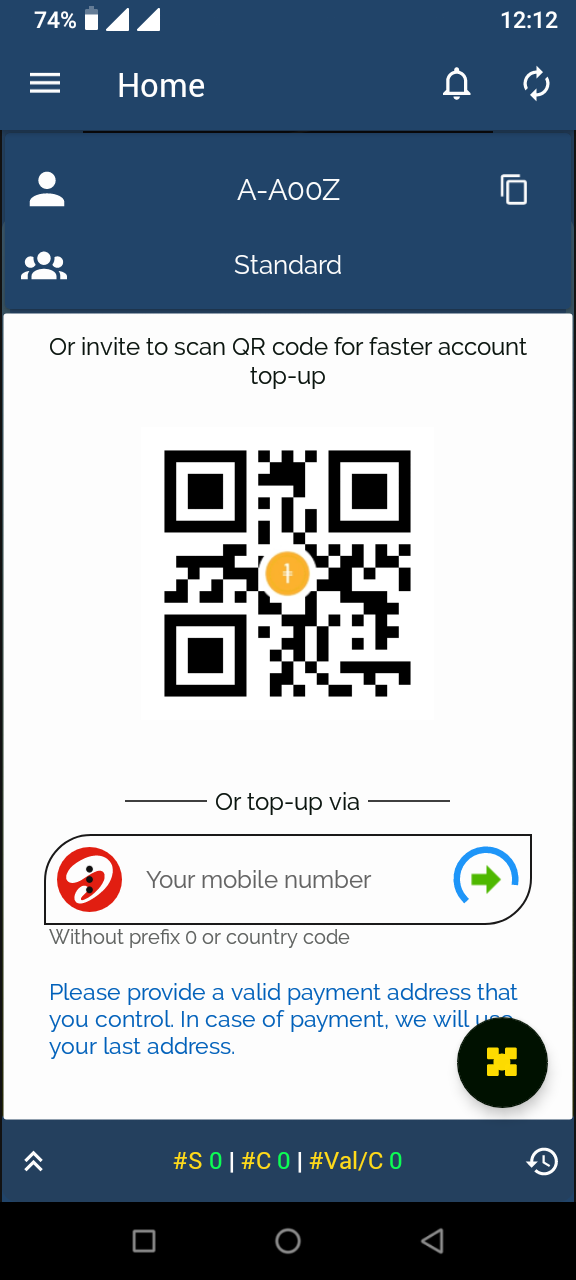 74% 12:12
Home
A-A00Z
Standard
Or invite to scan QR code for faster account
top-up
Or top-up via
Your mobile number
Without prefix 0 or country code
Please provide a valid payment address that
you control. In case of payment, we will use
your last address.
#S 0 | #C 0 | #Val/C 0